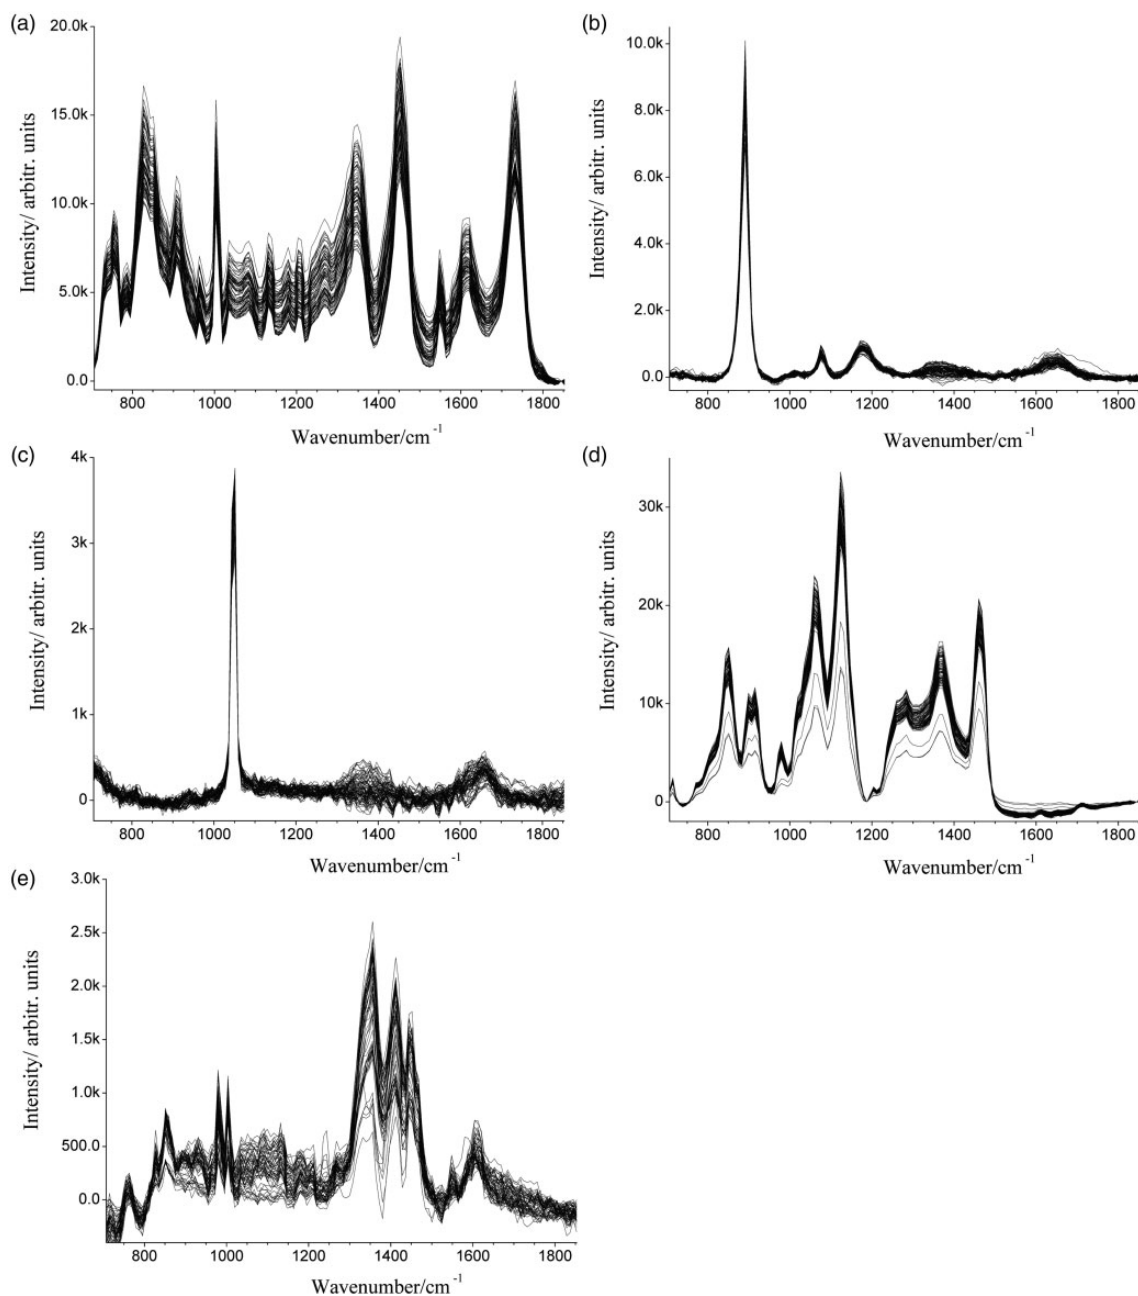 (a)
20.0k
15.0k
10.0k
5.0k
0.0
Intensity/ arbitr. units
800 1000 1200 1400 1600 1800
Wavenumber/cm⁻¹
(b)
10.0k
8.0k
6.0k
4.0k
2.0k
0.0
Intensity/ arbitr. units
800 1000 1200 1400 1600 1800
Wavenumber/cm⁻¹
(c)
4k
3k
2k
1k
0
Intensity/ arbitr. units
800 1000 1200 1400 1600 1800
Wavenumber/cm⁻¹
(d)
30k
20k
10k
0
Intensity/ arbitr. units
800 1000 1200 1400 1600 1800
Wavenumber/cm⁻¹
(e)
3.0k
2.5k
2.0k
1.5k
1.0k
500.0
0.0
Intensity/ arbitr. units
800 1000 1200 1400 1600 1800
Wavenumber/cm⁻¹